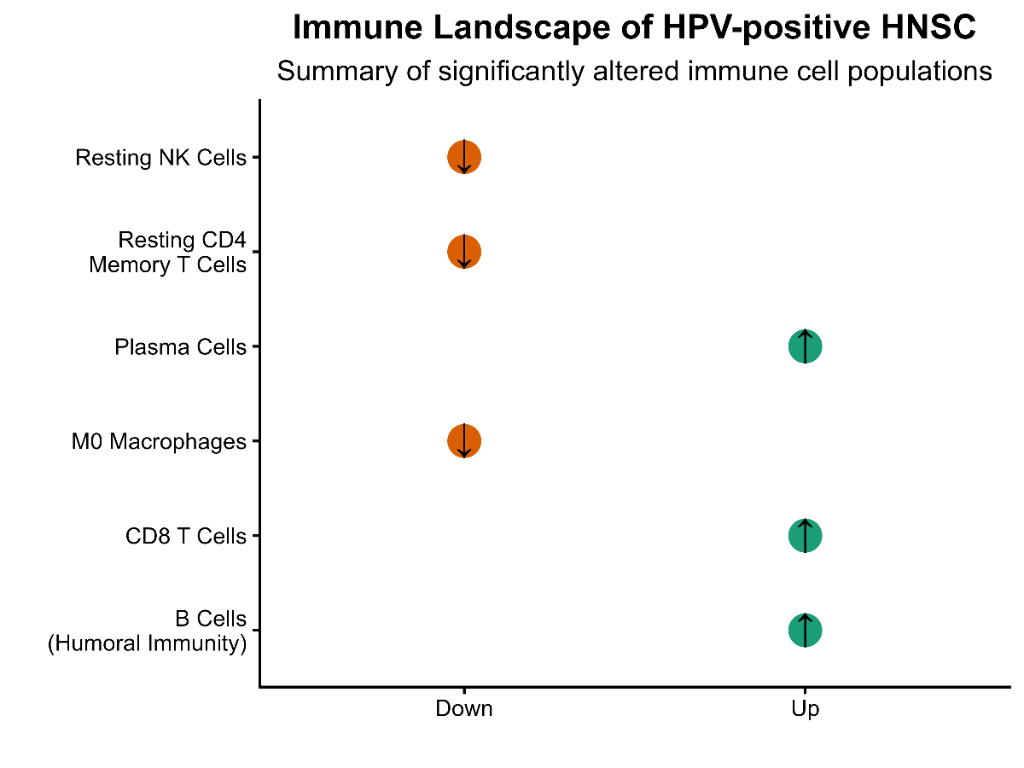 Immune Landscape of HPV-positive HNSC
Summary of significantly altered immune cell populations
Resting NK Cells
Resting CD4
Memory T Cells
Plasma Cells
M0 Macrophages
CD8 T Cells
B Cells
(Humoral Immunity)
Down
Up